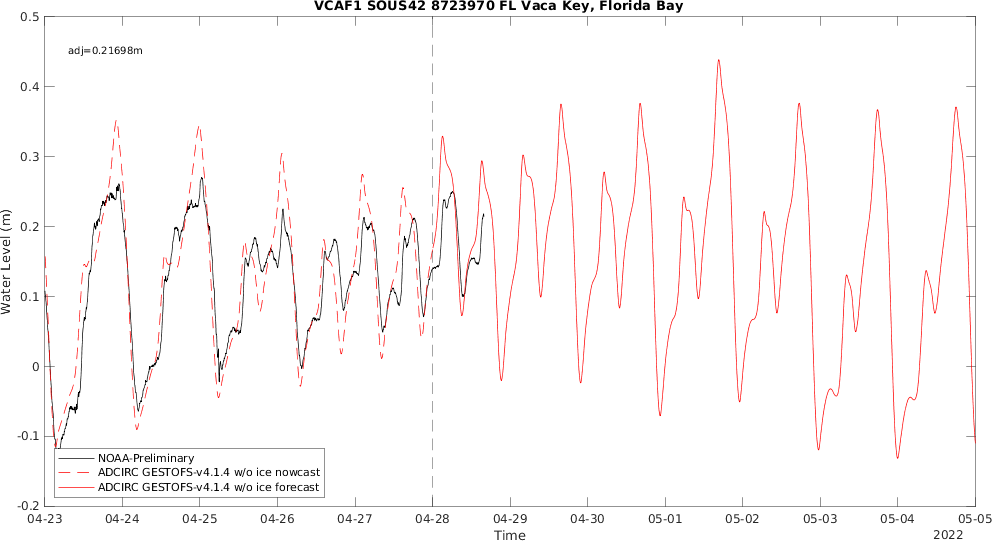 VCAF1 SOUS42 8723970 FL Vaca Key, Florida Bay
adj=0.21698m
0.5
0.4
0.3
0.2
0.1
0
-0.1
-0.2
Water Level (m)
NOAA-Preliminary
ADCIRC GESTOFS-v4.1.4 w/o ice nowcast
ADCIRC GESTOFS-v4.1.4 w/o ice forecast
04-23 04-24 04-25 04-26 04-27 04-28 04-29 04-30 05-01 05-02 05-03 05-04 05-05
Time
2022